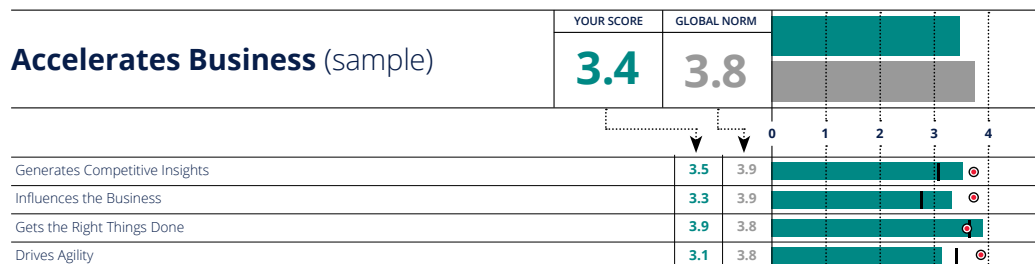 YOUR SCORE GLOBAL NORM
Accelerates Business (sample) 3.4 3.8
0 1 2 3 4
Generates Competitive Insights 3.5 3.9
Influences the Business 3.3 3.9
Gets the Right Things Done 3.9 3.8
Drives Agility 3.1 3.8